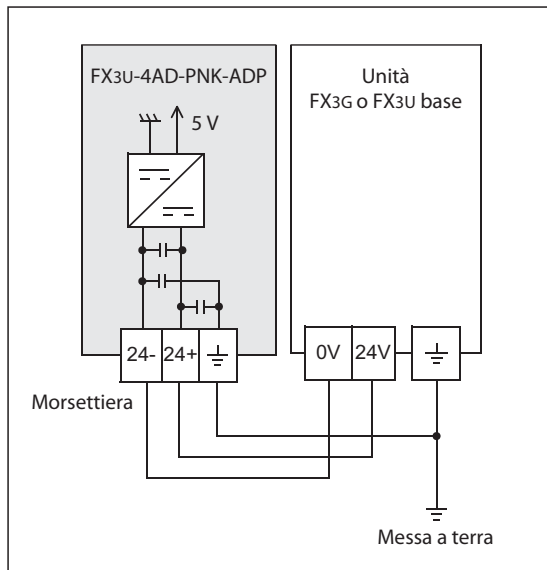 FX3U-4AD-PNK-ADP
5 V
24-
24+
Morsettiera
Unità
FX3G o FX3U base
0V
24V
Messa a terra